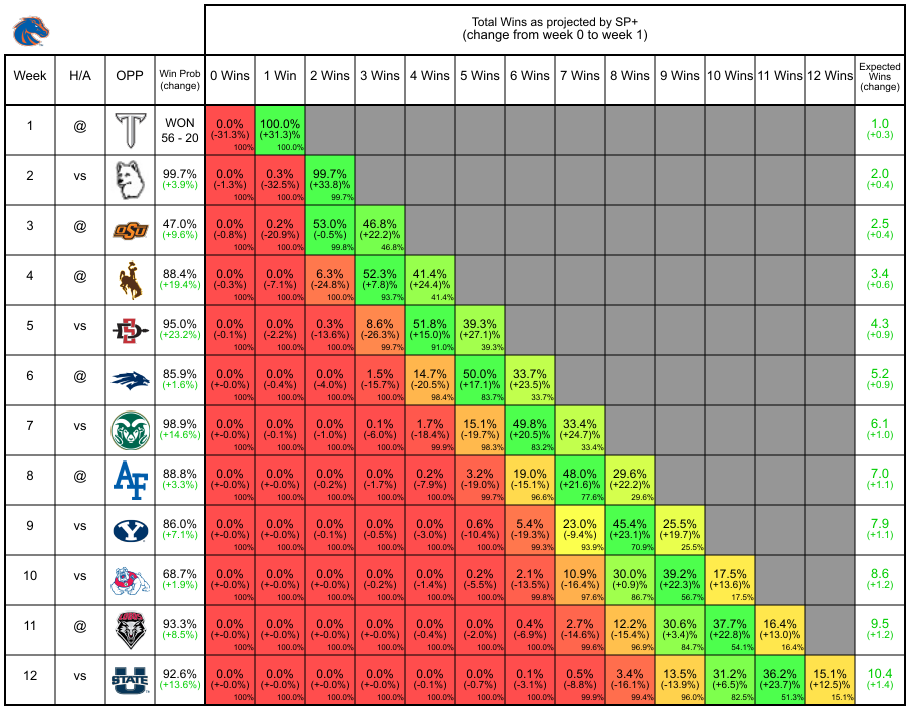 Total Wins as projected by SP+
(change from week 0 to week 1)
Week H/A OPP Win Prob (change) 0 Wins 1 Win 2 Wins 3 Wins 4 Wins 5 Wins 6 Wins 7 Wins 8 Wins 9 Wins 10 Wins 11 Wins 12 Wins Expected Wins (change)
1 @ T WON 0.0% 100.0% 1.0
56 - 20 (-31.3%) (+31.3)% (+0.3)
100% 100.0%
2 vs 99.7% 0.0% 0.3% 99.7% 2.0
(+3.9%) (-1.3%) (-32.5%) (+33.8)% (+0.4)
100% 100.0% 99.7%
3 @ OSU 47.0% 0.0% 0.2% 53.0% 46.8% 2.5
(+9.6%) (-0.8%) (-20.9%) (-0.5%) (+22.2)% (+0.4)
100% 100.0% 99.8% 46.8%
4 @ 88.4% 0.0% 0.0% 6.3% 52.3% 41.4% 3.4
(+19.4%) (-0.3%) (-7.1%) (-24.8%) (+7.8)% (+24.4)% (+0.6)
100% 100.0% 100.0% 93.7% 41.4%
5 vs SD 95.0% 0.0% 0.0% 0.3% 8.6% 51.8% 39.3% 4.3
(+23.2%) (-0.1%) (-2.2%) (-13.6%) (-26.3%) (+15.0)% (+27.1)% (+0.9)
100% 100.0% 100.0% 99.7% 91.0% 39.3%
6 @ 85.9% 0.0% 0.0% 0.0% 1.5% 14.7% 50.0% 33.7% 5.2
(+1.6%) (+-0.0%) (-0.4%) (-4.0%) (-15.7%) (-20.5%) (+17.1)% (+23.5)% (+0.9)
100% 100.0% 100.0% 100.0% 98.4% 83.7% 33.7%
7 vs 98.9% 0.0% 0.0% 0.0% 0.1% 1.7% 15.1% 49.8% 33.4% 6.1
(+14.6%) (+-0.0%) (-0.1%) (-1.0%) (-6.0%) (-18.4%) (-19.7%) (+20.5)% (+24.7)% (+1.0)
100% 100.0% 100.0% 100.0% 99.9% 98.3% 83.2% 33.4%
8 @ AF 88.8% 0.0% 0.0% 0.0% 0.0% 0.2% 3.2% 19.0% 48.0% 29.6% 7.0
(+3.3%) (+-0.0%) (+-0.0%) (-0.2%) (-1.7%) (-7.9%) (-19.0%) (-15.1%) (+21.6)% (+22.2)% (+1.1)
100% 100.0% 100.0% 100.0% 100.0% 99.7% 96.6% 77.6% 29.6%
9 vs Y 86.0% 0.0% 0.0% 0.0% 0.0% 0.0% 0.6% 5.4% 23.0% 45.4% 25.5% 7.9
(+7.1%) (+-0.0%) (+-0.0%) (-0.1%) (-0.5%) (-3.0%) (-10.4%) (-19.3%) (-9.4%) (+23.1)% (+19.7)% (+1.1)
100% 100.0% 100.0% 100.0% 100.0% 100.0% 99.3% 93.9% 70.9% 25.5%
10 vs 68.7% 0.0% 0.0% 0.0% 0.0% 0.0% 0.2% 2.1% 10.9% 30.0% 39.2% 17.5% 8.6
(+1.9%) (+-0.0%) (+-0.0%) (+-0.0%) (-0.2%) (-1.4%) (-5.5%) (-13.5%) (-16.4%) (+0.9)% (+22.3)% (+13.6)% (+1.2)
100% 100.0% 100.0% 100.0% 100.0% 100.0% 99.8% 97.6% 86.7% 56.7% 17.5%
11 @ 93.3% 0.0% 0.0% 0.0% 0.0% 0.0% 0.0% 0.4% 2.7% 12.2% 30.6% 37.7% 16.4% 9.5
(+8.5%) (+-0.0%) (+-0.0%) (+-0.0%) (+-0.0%) (-0.4%) (-2.0%) (-6.9%) (-14.6%) (-15.4%) (+3.4)% (+22.8)% (+13.0)% (+1.2)
100% 100.0% 100.0% 100.0% 100.0% 100.0% 100.0% 99.6% 96.9% 84.7% 54.1% 16.4%
12 vs U STATE 92.6% 0.0% 0.0% 0.0% 0.0% 0.0% 0.0% 0.1% 0.5% 3.4% 13.5% 31.2% 36.2% 15.1% 10.4
(+13.6%) (+-0.0%) (+-0.0%) (+-0.0%) (+-0.0%) (-0.1%) (-0.7%) (-3.1%) (-8.8%) (-16.1%) (-13.9%) (+6.5)% (+23.7)% (+12.5)% (+1.4)
100% 100.0% 100.0% 100.0% 100.0% 100.0% 100.0% 99.9% 99.4% 96.0% 82.5% 51.3% 15.1%